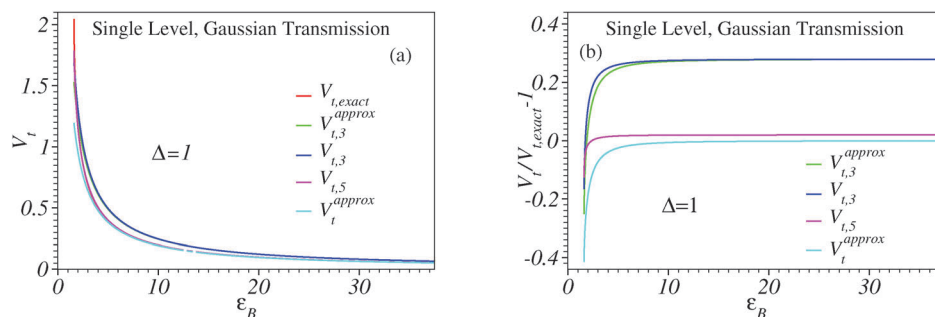 Single Level, Gaussian Transmission
(a)
V_t,exact
V_t,3^approx
V_t,3
V_t,5
V_t^approx
Δ=1
V_t
2
1.5
1
0.5
0
0
10
20
30
ε_B
Single Level, Gaussian Transmission
(b)
V_t/V_t,exact-1
0.4
0.2
0
-0.2
-0.4
Δ=1
V_t,3^approx
V_t,3
V_t,5
V_t^approx
0
10
20
30
ε_B